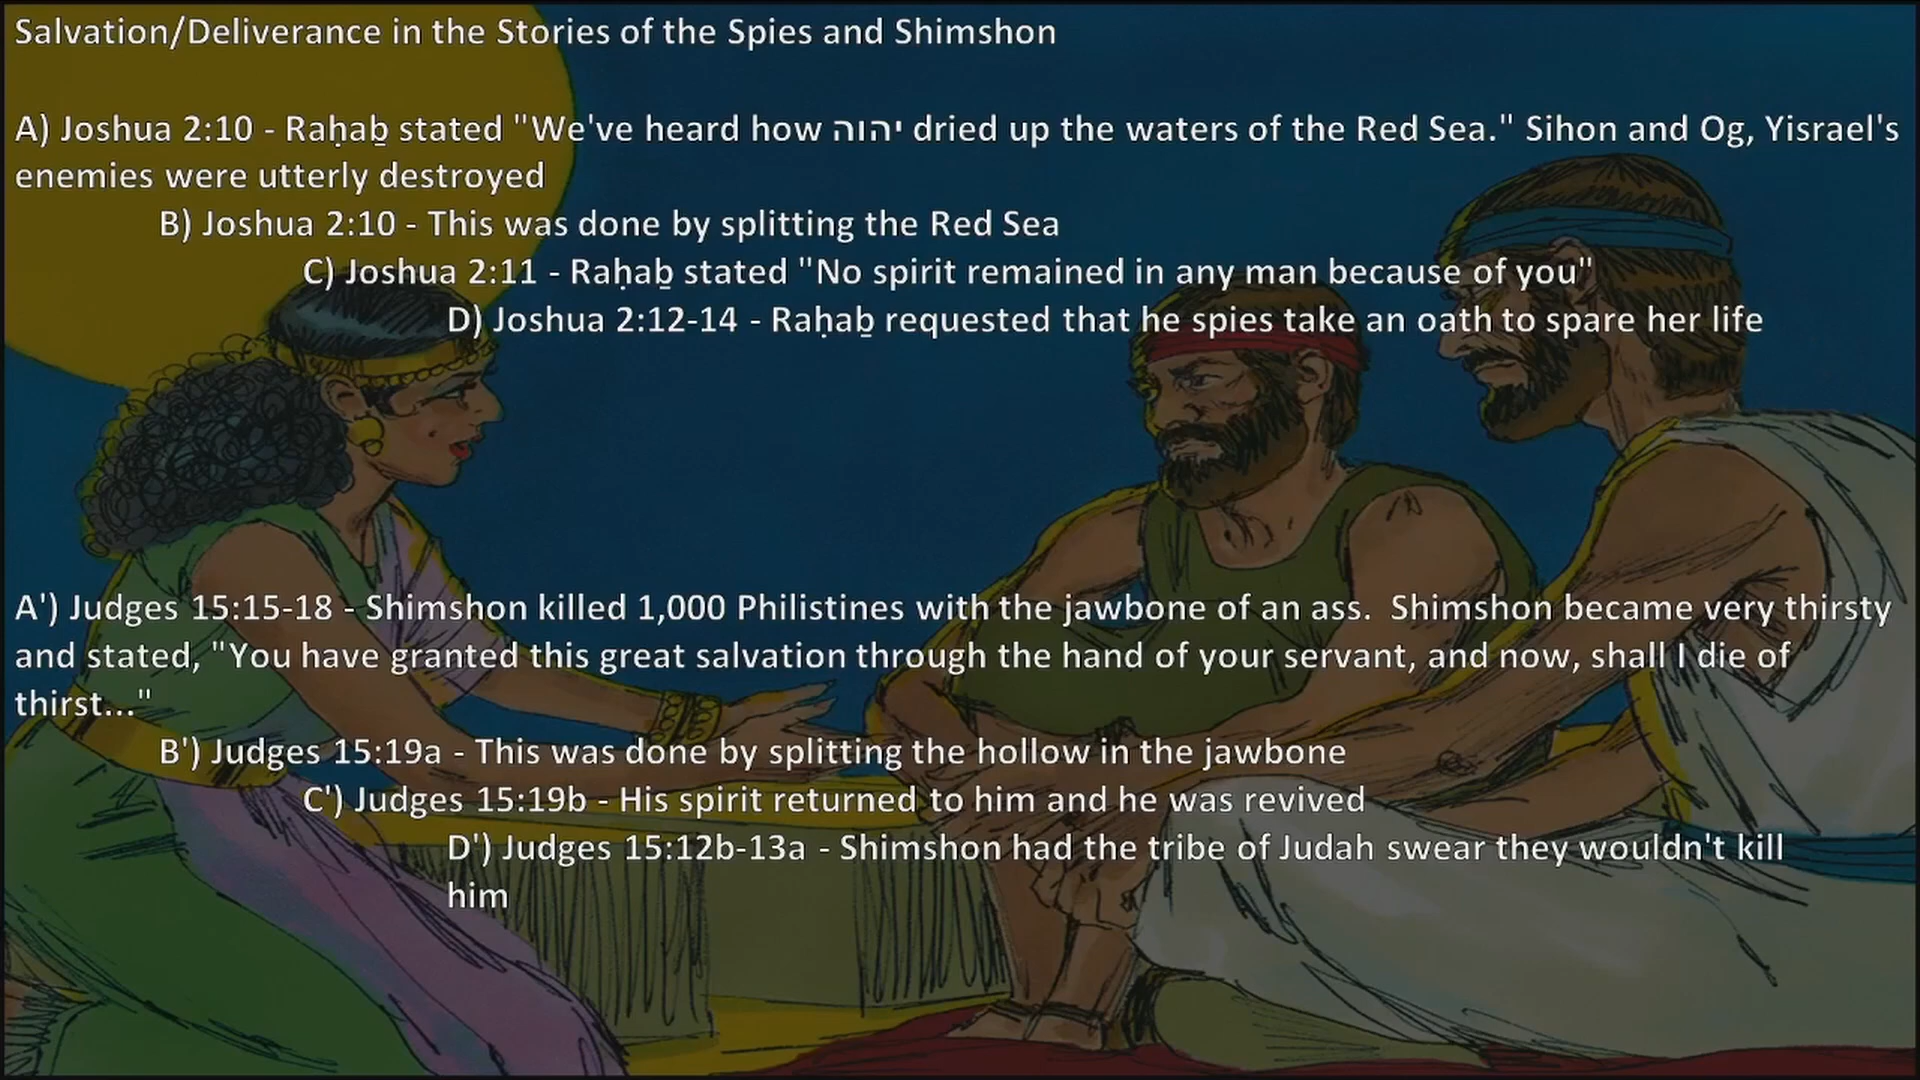 Salvation/Deliverance in the Stories of the Spies and Shimshon
A) Joshua 2:10 - Raḥaḇ stated "We've heard how יהוה dried up the waters of the Red Sea." Sihon and Og, Yisrael's
enemies were utterly destroyed
B) Joshua 2:10 - This was done by splitting the Red Sea
C) Joshua 2:11 - Raḥaḇ stated "No spirit remained in any man because of you"
D) Joshua 2:12-14 - Raḥaḇ requested that he spies take an oath to spare her life
A') Judges 15:15-18 - Shimshon killed 1,000 Philistines with the jawbone of an ass.  Shimshon became very thirsty
and stated, "You have granted this great salvation through the hand of your servant, and now, shall I die of
thirst..."
B') Judges 15:19a - This was done by splitting the hollow in the jawbone
C') Judges 15:19b - His spirit returned to him and he was revived
D') Judges 15:12b-13a - Shimshon had the tribe of Judah swear they wouldn't kill
him